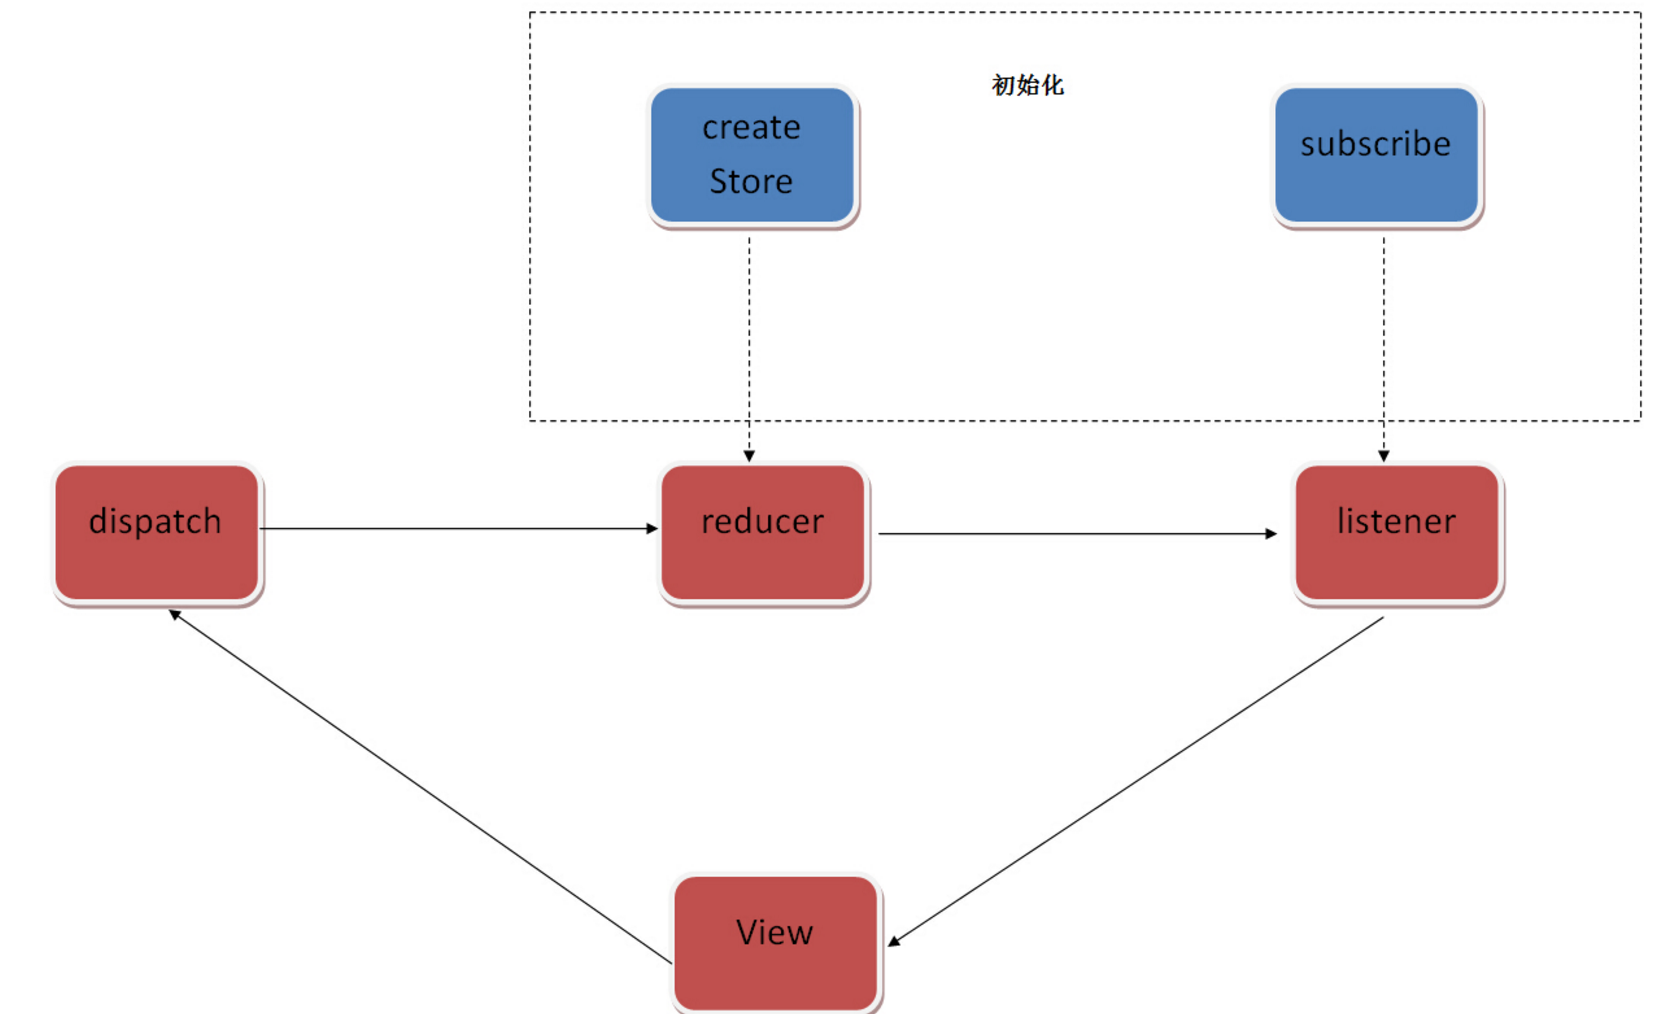 初始化
create
Store
subscribe
dispatch
reducer
listener
View